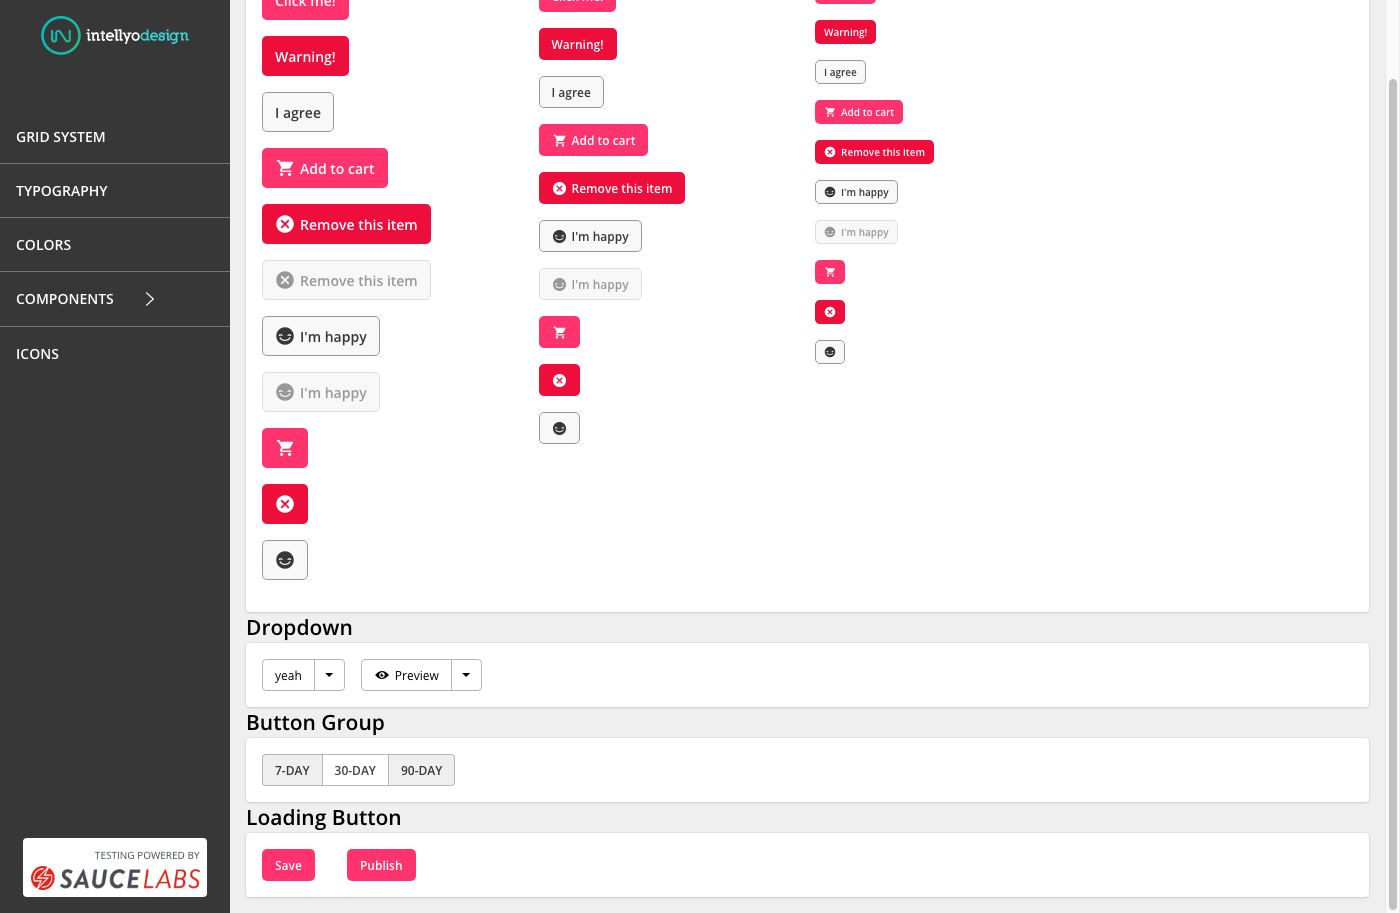 intellyodesign
GRID SYSTEM
TYPOGRAPHY
COLORS
COMPONENTS
ICONS
TESTING POWERED BY
SAUCELABS
Click me!
Warning!
I agree
Add to cart
Remove this item
Remove this item
I'm happy
I'm happy
Warning!
I agree
Add to cart
Remove this item
I'm happy
I'm happy
Warning!
I agree
Add to cart
Remove this item
I'm happy
I'm happy
Dropdown
yeah
Preview
Button Group
7-DAY 30-DAY 90-DAY
Loading Button
Save
Publish